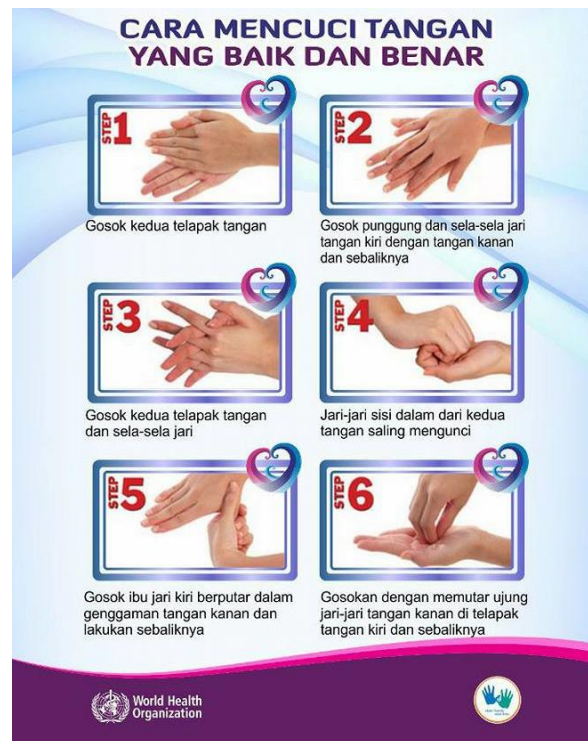 CARA MENCUCI TANGAN
YANG BAIK DAN BENAR
STEP 1
Gosok kedua telapak tangan
STEP 2
Gosok punggung dan sela-sela jari
tangan kiri dengan tangan kanan
dan sebaliknya
STEP 3
Gosok kedua telapak tangan
dan sela-sela jari
STEP 4
Jari-jari sisi dalam dari kedua
tangan saling mengunci
STEP 5
Gosok ibu jari kiri berputar dalam
genggaman tangan kanan dan
lakukan sebaliknya
STEP 6
Gosokan dengan memutar ujung
jari-jari tangan kanan di telapak
tangan kiri dan sebaliknya
World Health
Organization